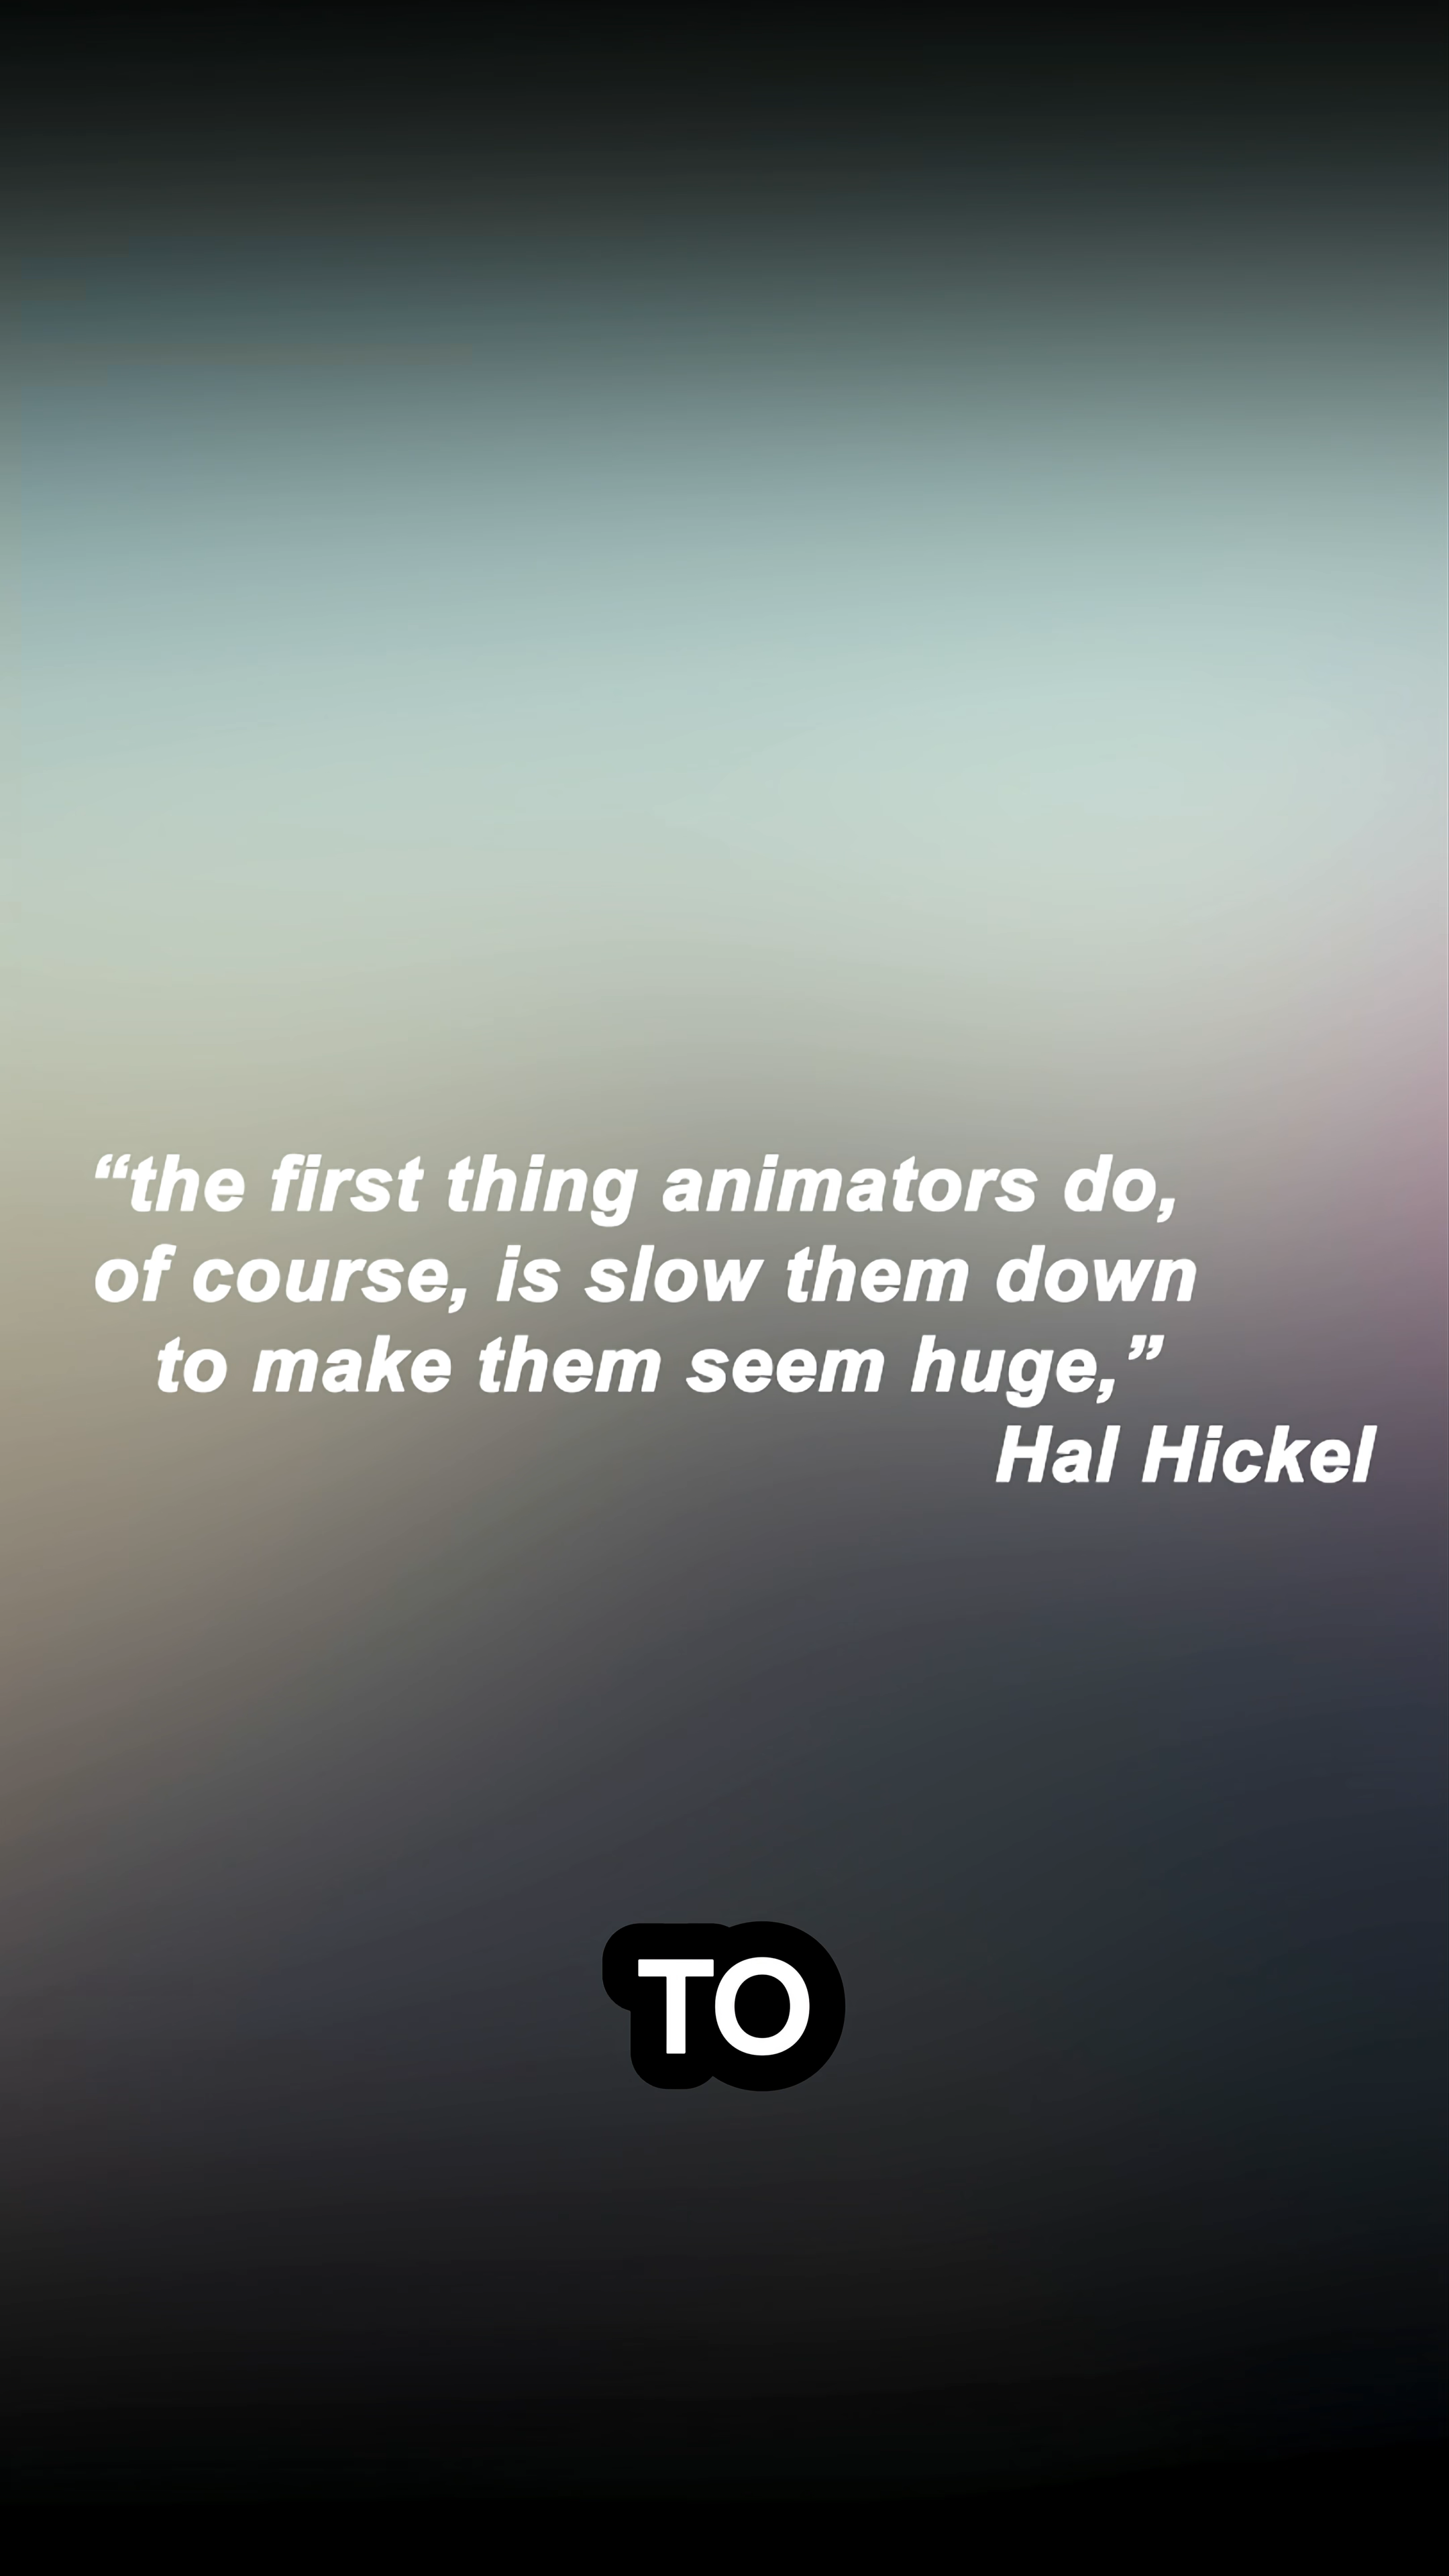 “the first thing animators do,
of course, is slow them down
to make them seem huge,”
Hal Hickel
TO